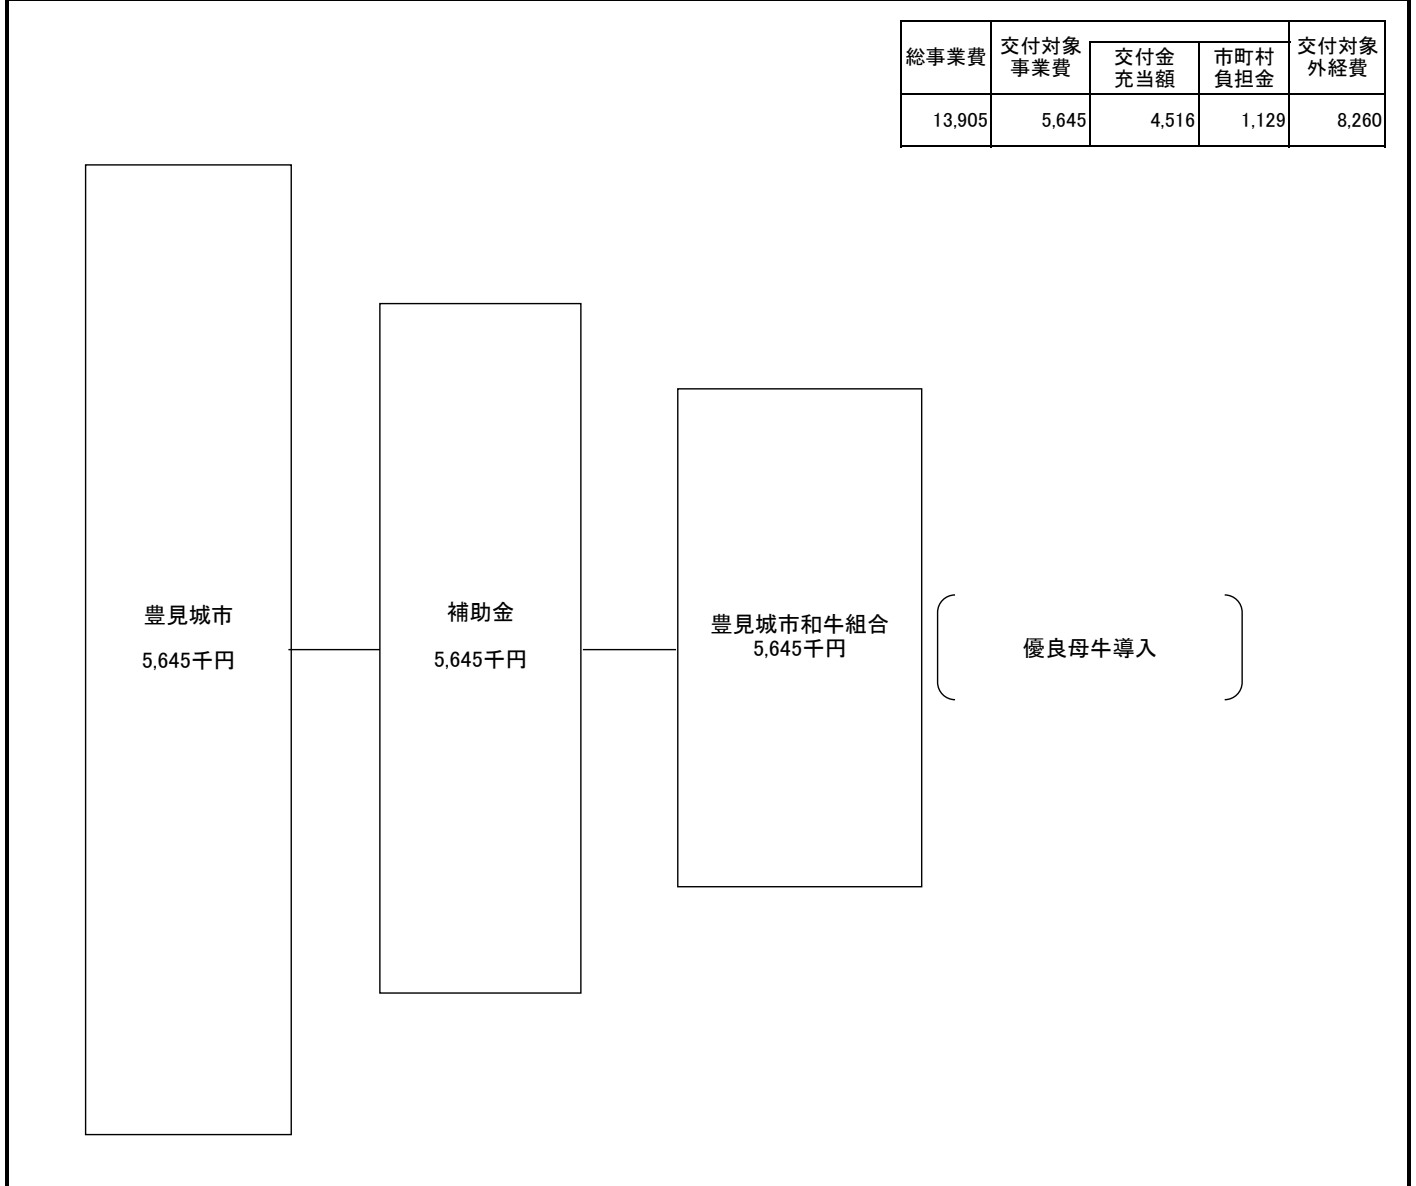 総事業費
交付対象
事業費
交付金
充当額
市町村
負担金
交付対象
外経費
13,905
5,645
4,516
1,129
8,260
豊見城市
5,645千円
補助金
5,645千円
豊見城市和牛組合
5,645千円
優良母牛導入